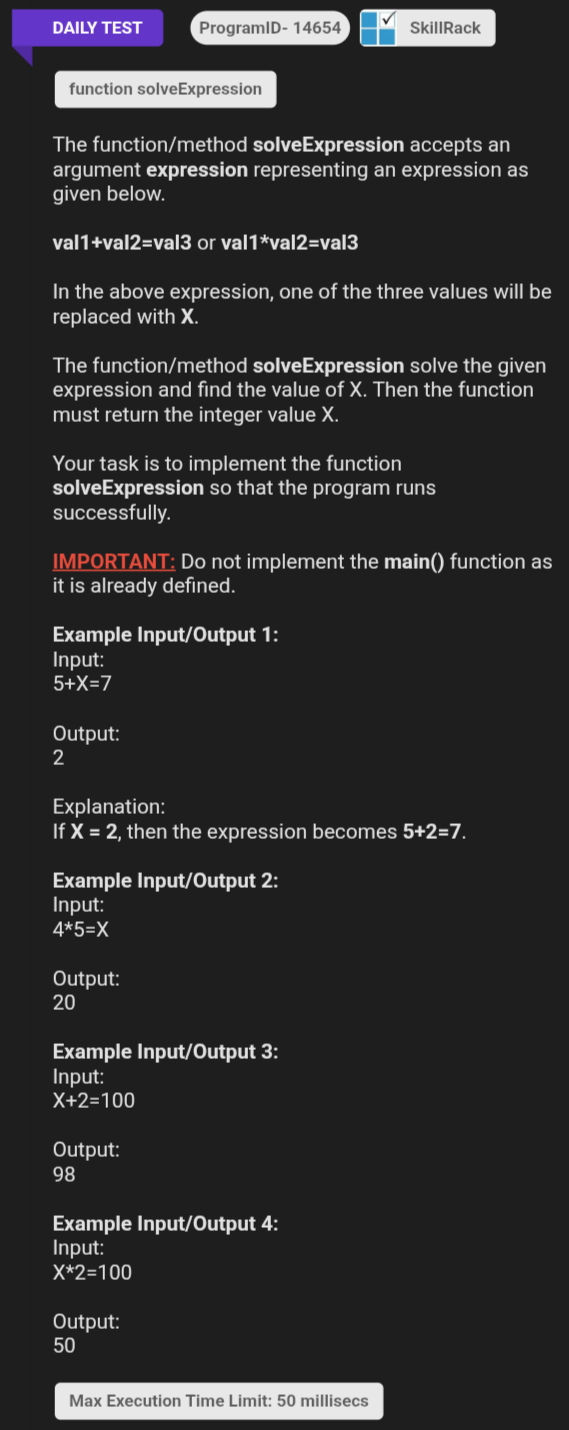 DAILY TEST
ProgramID- 14654
SkillRack
function solveExpression
The function/method solveExpression accepts an
argument expression representing an expression as
given below.
val1+val2=val3 or val1*val2=val3
In the above expression, one of the three values will be
replaced with X.
The function/method solveExpression solve the given
expression and find the value of X. Then the function
must return the integer value X.
Your task is to implement the function
solveExpression so that the program runs
successfully.
IMPORTANT: Do not implement the main() function as
it is already defined.
Example Input/Output 1:
Input:
5+X=7
Output:
2
Explanation:
If X = 2, then the expression becomes 5+2=7.
Example Input/Output 2:
Input:
4*5=X
Output:
20
Example Input/Output 3:
Input:
X+2=100
Output:
98
Example Input/Output 4:
Input:
X*2=100
Output:
50
Max Execution Time Limit: 50 millisecs